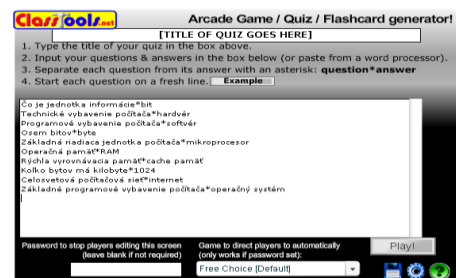 ClassTools.net
Arcade Game / Quiz / Flashcard generator!
[TITLE OF QUIZ GOES HERE]
1. Type the title of your quiz in the box above.
2. Input your questions & answers in the box below (or paste from a word processor).
3. Separate each question from its answer with an asterisk: question*answer
4. Start each question on a fresh line. Example
Čo je jednotka informácie*bit
Technické vybavenie počítača*hardvér
Programové vybavenie počítača*softvér
Osem bitov*byte
Základná riadiaca jednotka počítača*mikroprocesor
Operačná pamäť*RAM
Rýchla vyrovnávacia pamäť*cache pamäť
Koľko bytov má kilobyte*1024
Celosvetová počítačová sieť*internet
Základné programové vybavenie počítača*operačný systém
Password to stop players editing this screen
(leave blank if not required)
Game to direct players to automatically
(only works if password set):
Free Choice [Default]
Play!